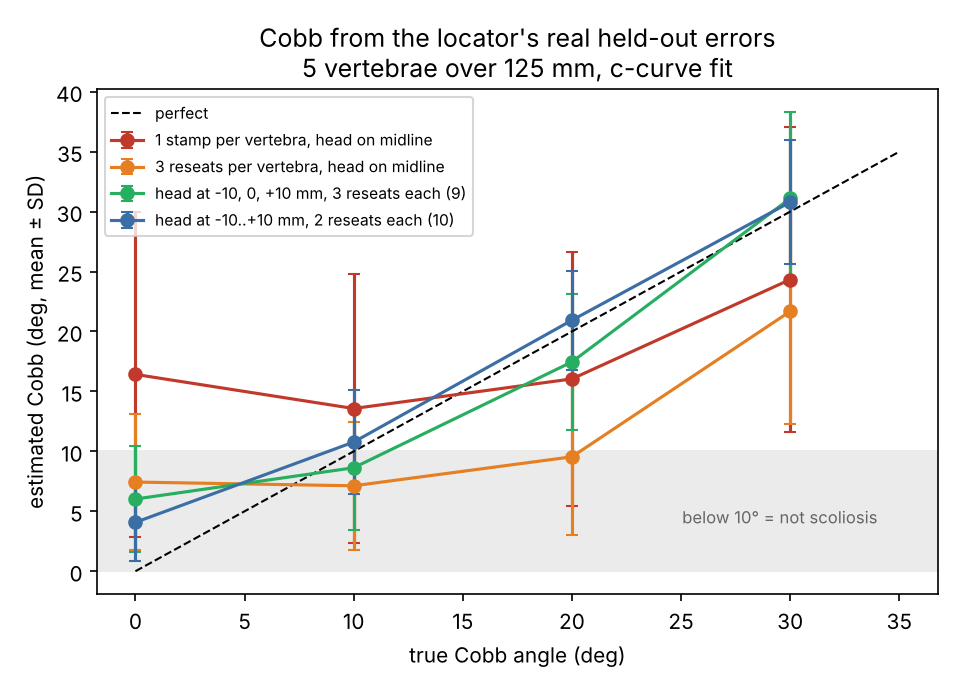 Cobb from the locator's real held-out errors
5 vertebrae over 125 mm, c-curve fit
estimated Cobb (deg, mean ± SD)
40
35
30
25
20
15
10
5
0
perfect
1 stamp per vertebra, head on midline
3 reseats per vertebra, head on midline
head at -10, 0, +10 mm, 3 reseats each (9)
head at -10..+10 mm, 2 reseats each (10)
below 10° = not scoliosis
0 5 10 15 20 25 30 35
true Cobb angle (deg)